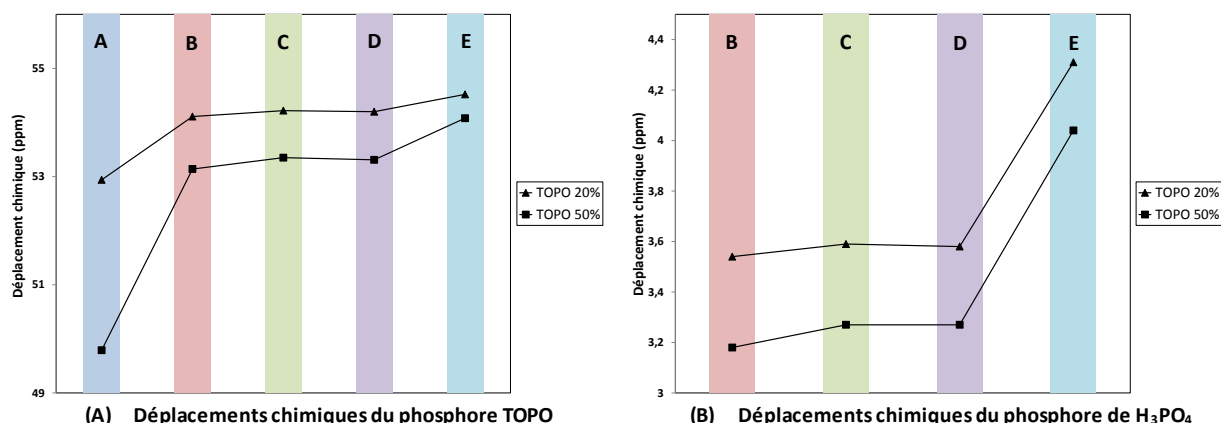 A B C D E
55
53
51
49
Déplacement chimique (ppm)
TOPO 20%
TOPO 50%
(A) Déplacements chimiques du phosphore TOPO
B C D E
4,4
4,2
4
3,8
3,6
3,4
3,2
3
Déplacement chimique (ppm)
TOPO 20%
TOPO 50%
(B) Déplacements chimiques du phosphore de H₃PO₄